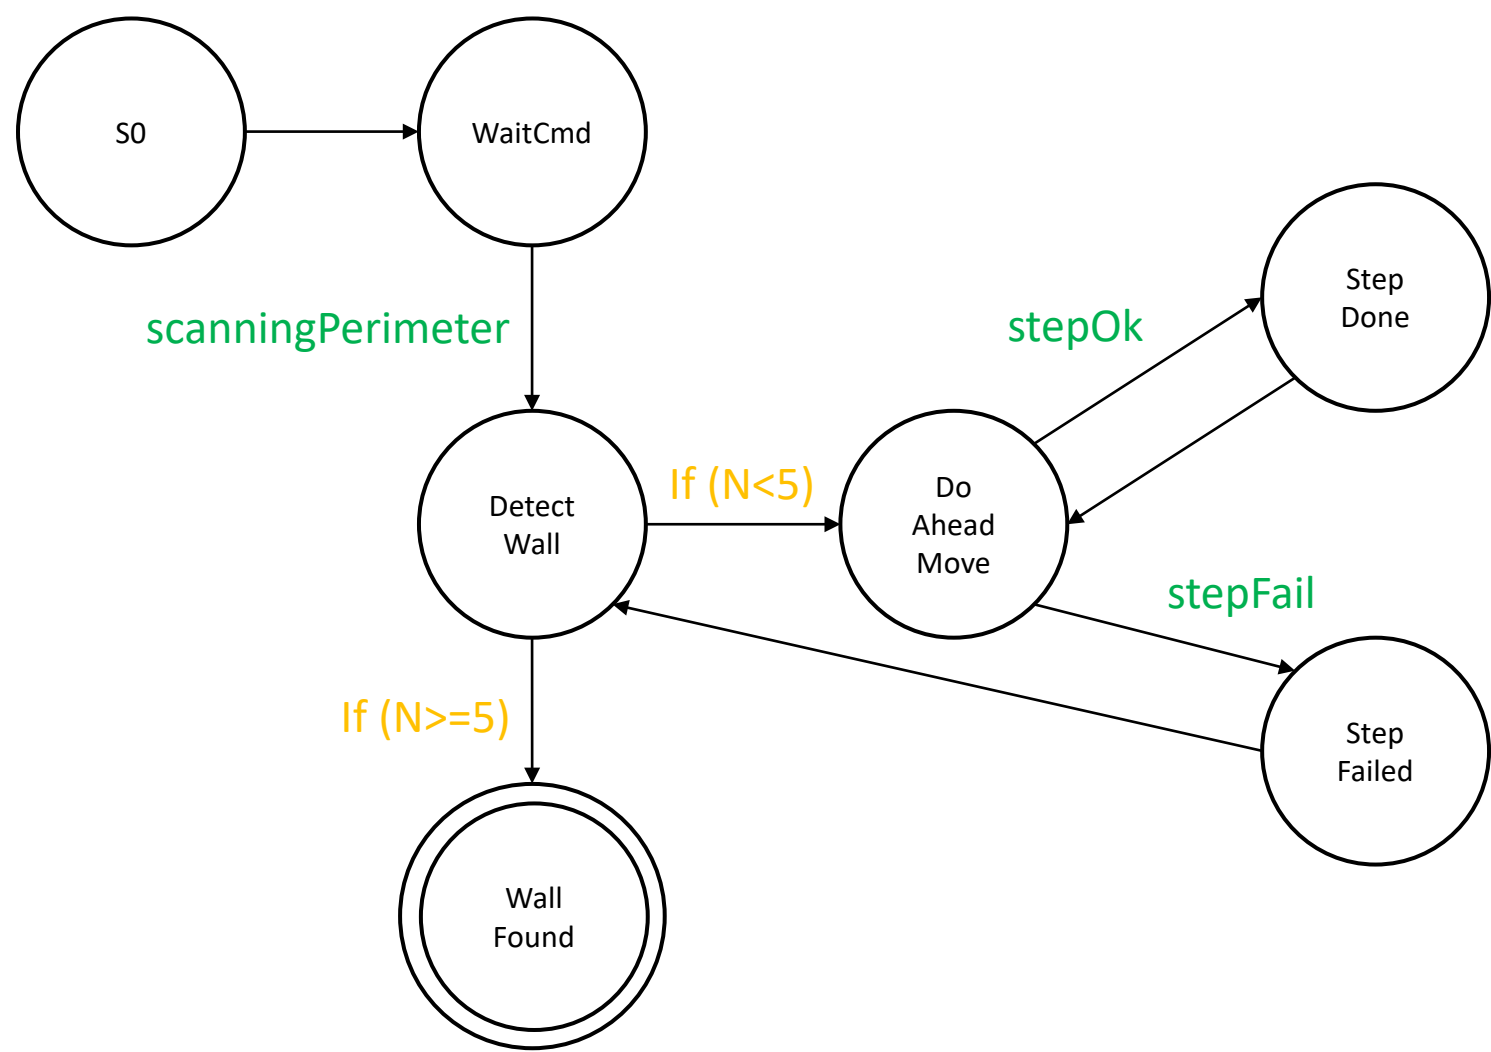 S0
WaitCmd
scanningPerimeter
stepOk
Step
Done
If (N<5)
Detect
Wall
Do
Ahead
Move
stepFail
If (N>=5)
Step
Failed
Wall
Found